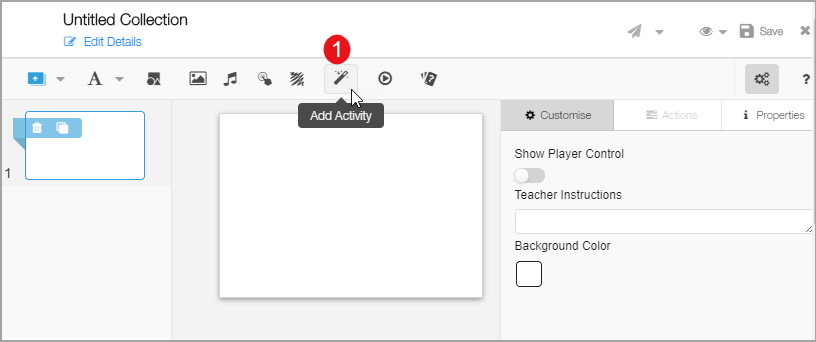 Untitled Collection
Edit Details
Save
1
A
?
Add Activity
1
Customise
Actions
Properties
Show Player Control
Teacher Instructions
Background Color